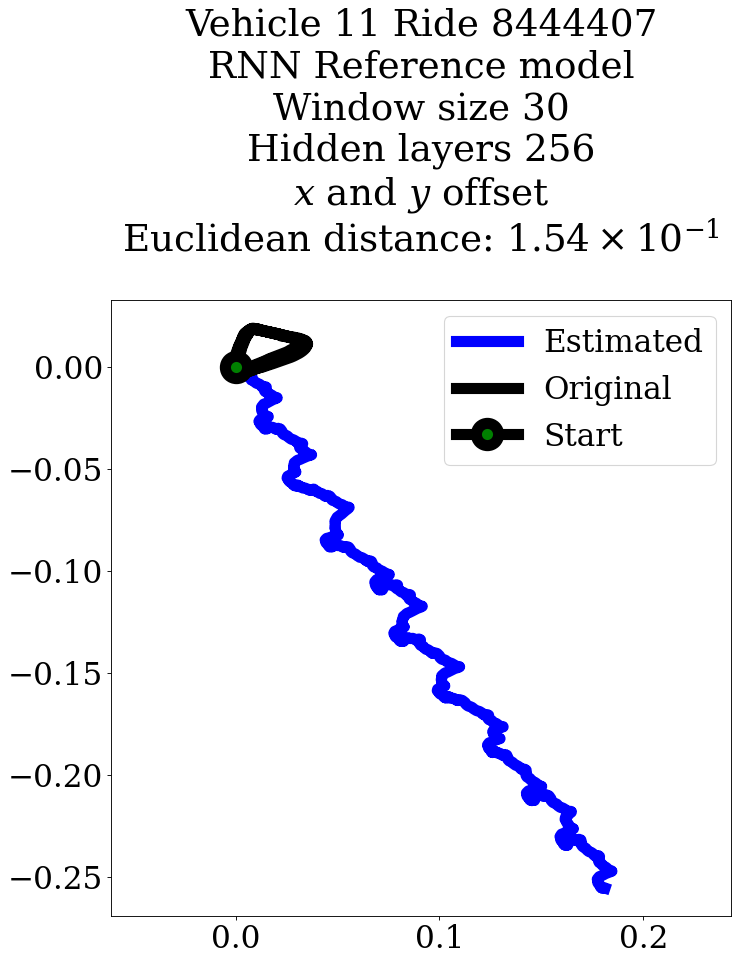 Vehicle 11 Ride 8444407
RNN Reference model
Window size 30
Hidden layers 256
x and y offset
Euclidean distance: 1.54 × 10⁻¹
Estimated
Original
Start
0.00
−0.05
−0.10
−0.15
−0.20
−0.25
0.0 0.1 0.2